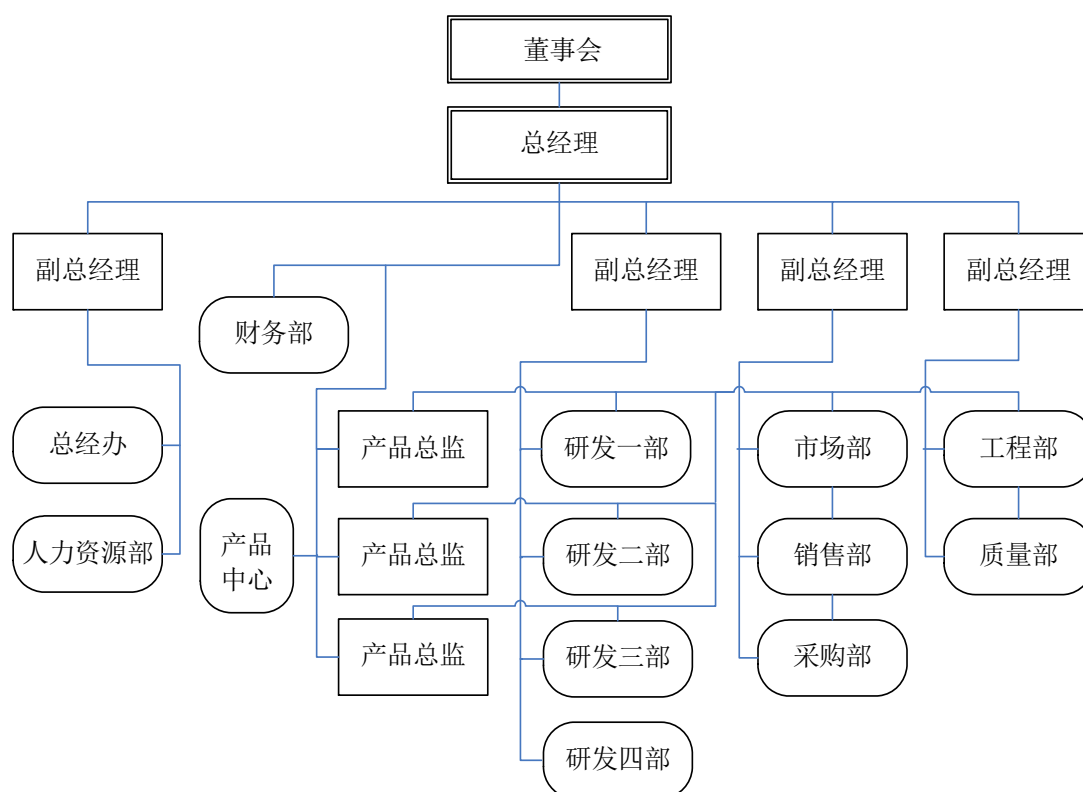 董事会
总经理
副总经理
副总经理
副总经理
副总经理
财务部
总经办
产品总监
研发一部
市场部
工程部
人力资源部
产品
中心
产品总监
研发二部
销售部
质量部
产品总监
研发三部
采购部
研发四部